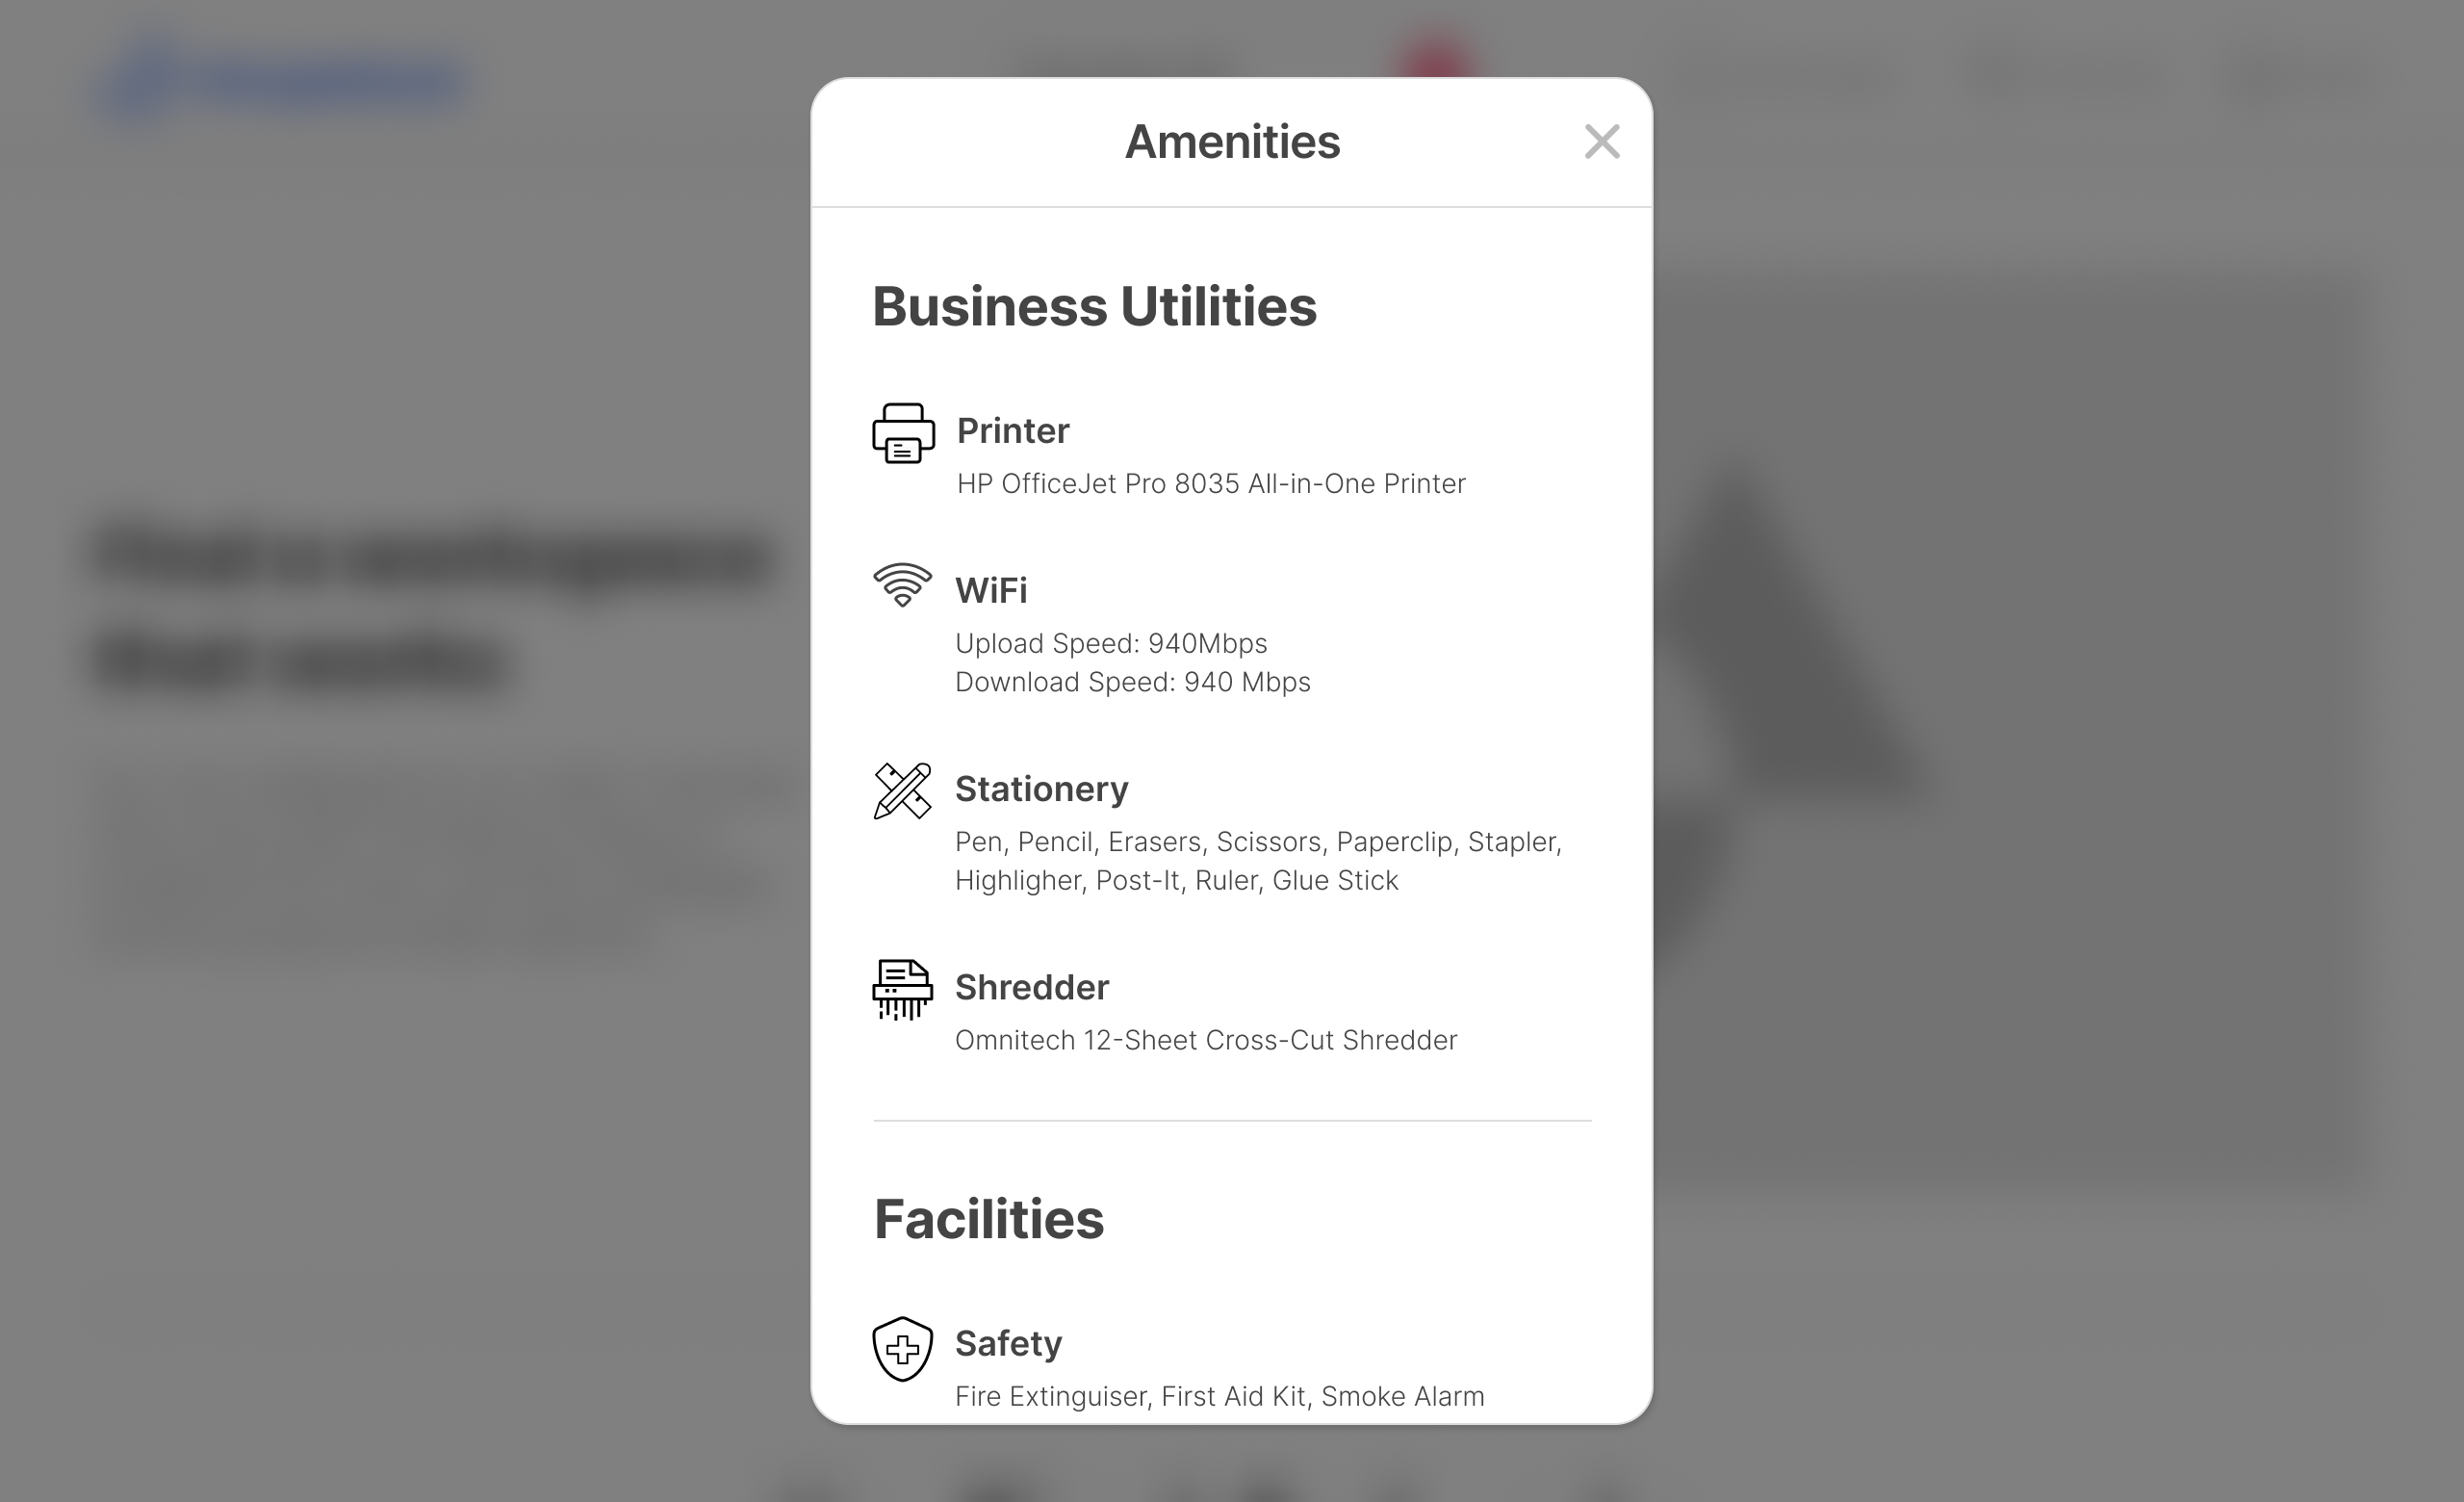 Amenities
Business Utilities
Printer
HP OfficeJet Pro 8035 All-in-One Printer
WiFi
Upload Speed: 940Mbps
Download Speed: 940 Mbps
Stationery
Pen, Pencil, Erasers, Scissors, Paperclip, Stapler,
Highligher, Post-It, Ruler, Glue Stick
Shredder
Omnitech 12-Sheet Cross-Cut Shredder
Facilities
Safety
Fire Extinguiser, First Aid Kit, Smoke Alarm